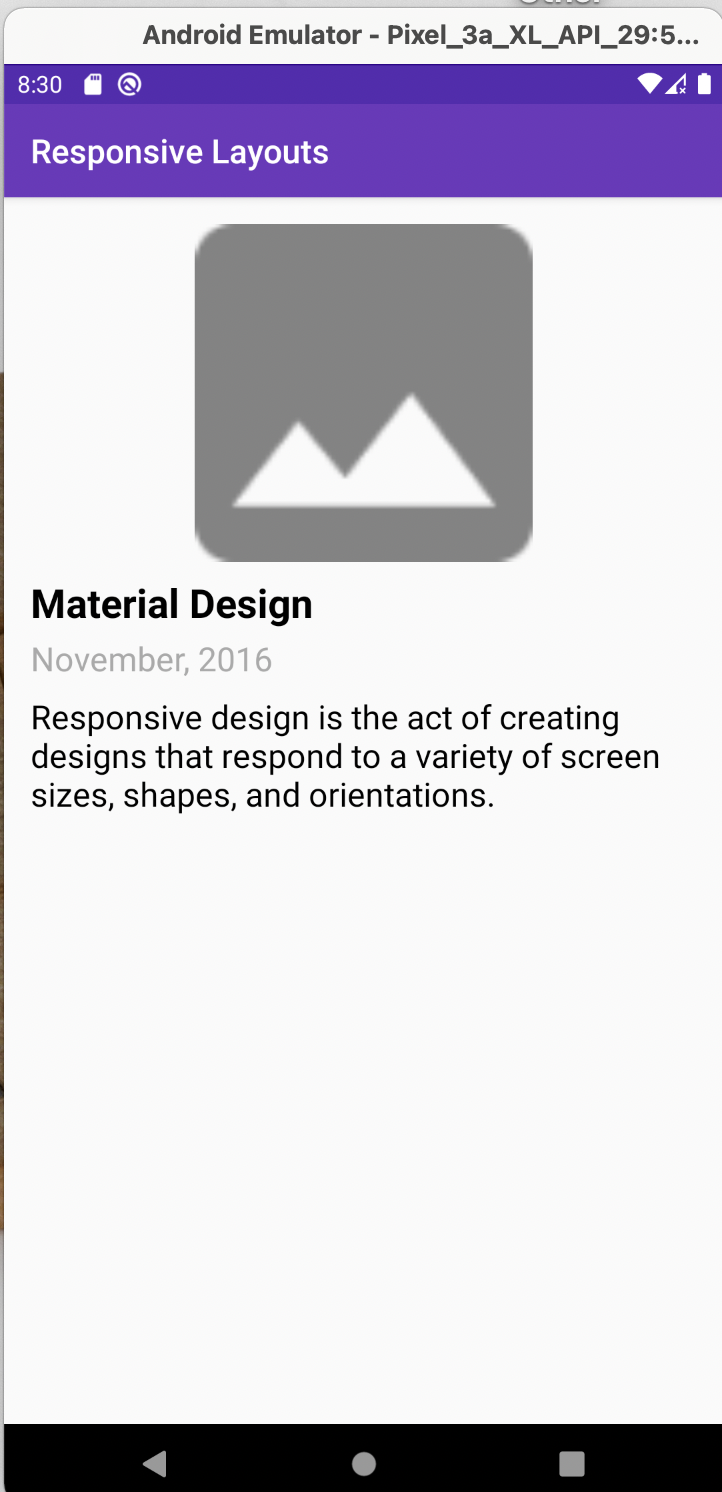 Android Emulator - Pixel_3a_XL_API_29:5...
8:30
Responsive Layouts
Material Design
November, 2016
Responsive design is the act of creating
designs that respond to a variety of screen
sizes, shapes, and orientations.